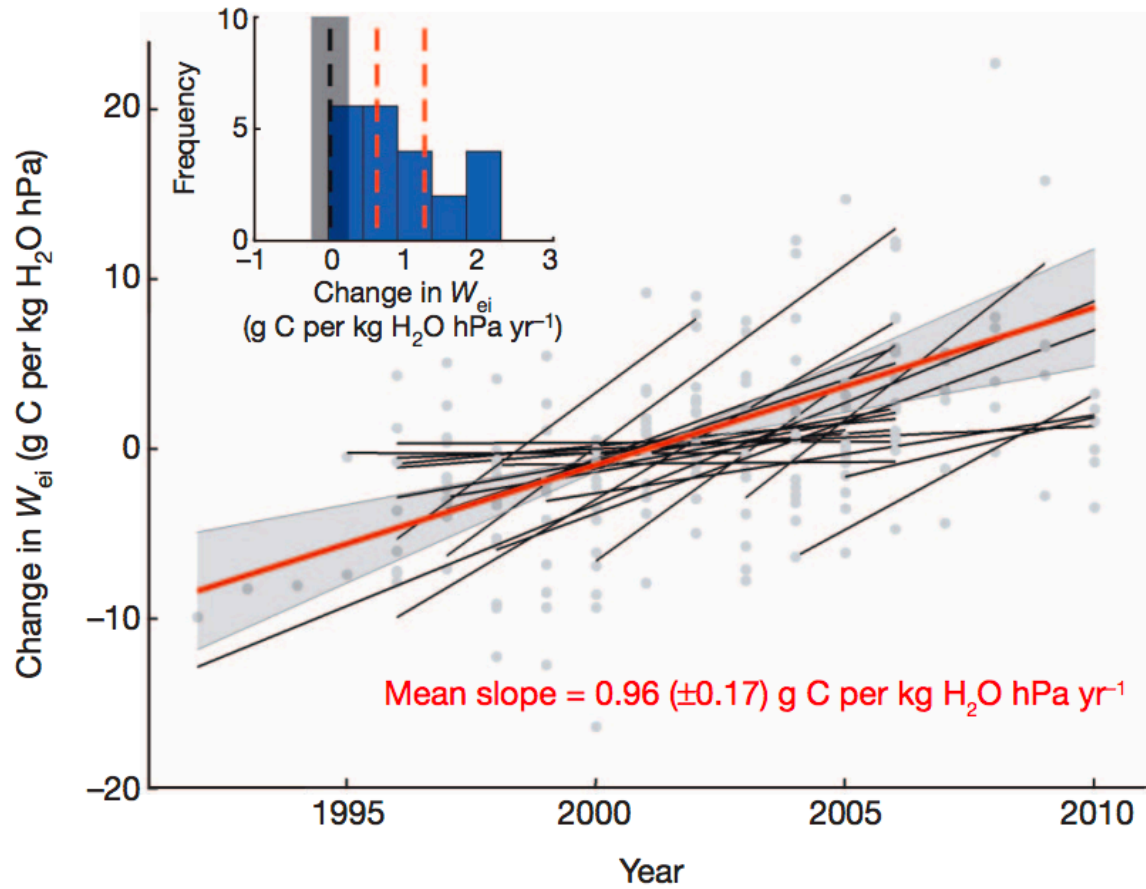 10
5
0
Frequency
−1
0
1
2
3
Change in Wei
(g C per kg H2O hPa yr−1)
Change in Wei (g C per kg H2O hPa)
20
10
0
−10
−20
Mean slope = 0.96 (±0.17) g C per kg H2O hPa yr−1
1995
2000
2005
2010
Year